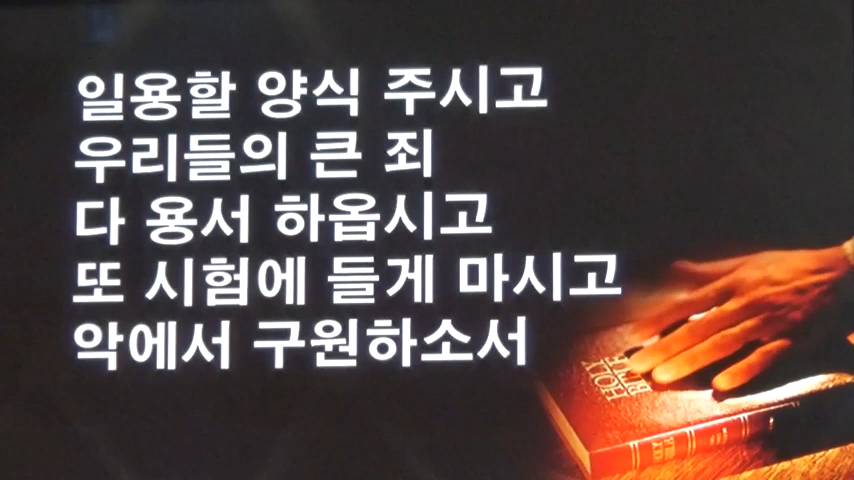 일용할 양식 주시고
우리들의 큰 죄
다 용서 하옵시고
또 시험에 들게 마시고
악에서 구원하소서
HOLY
BIBLE